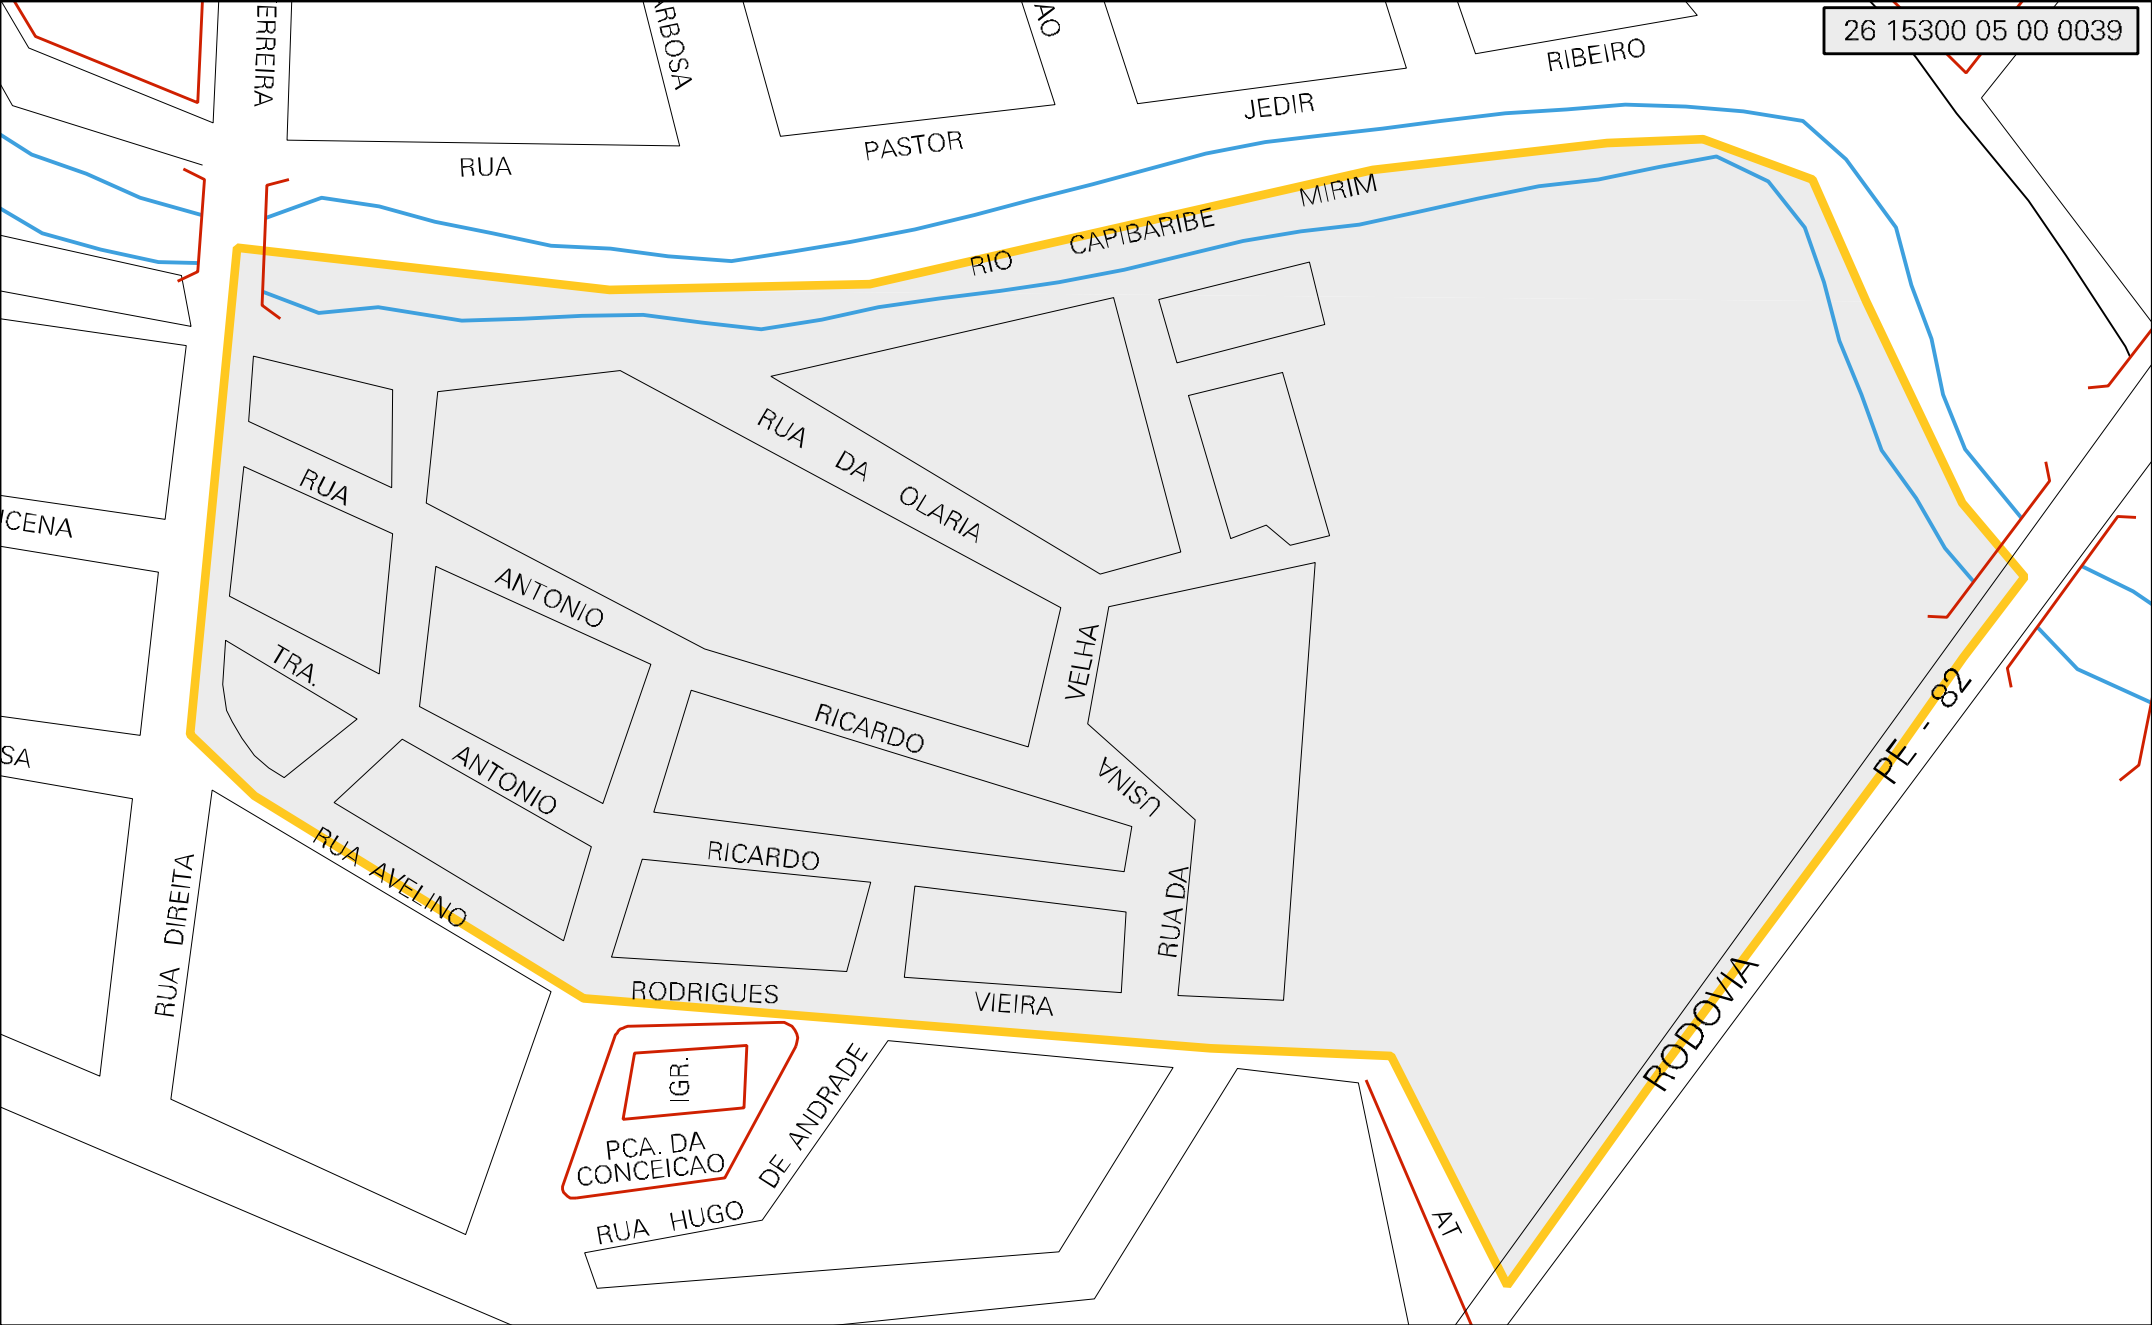 26 15300 05 00 0039
ERREIRA
RBOSA
AO
RIBEIRO
JEDIR
PASTOR
RUA
MIRIM
CAPIBARIBE
RIO
RUA DA OLARIA
RUA
ICENA
ANTONIO
VELHA
TRA.
RICARDO
PE - 82
SA
ANTONIO
USINA
RICARDO
RUA AVELINO
RUA DIREITA
RUA DA
RODRIGUES
VIEIRA
RODOVIA
IGR.
PCA. DA
CONCEICAO
DE ANDRADE
RUA HUGO
AT